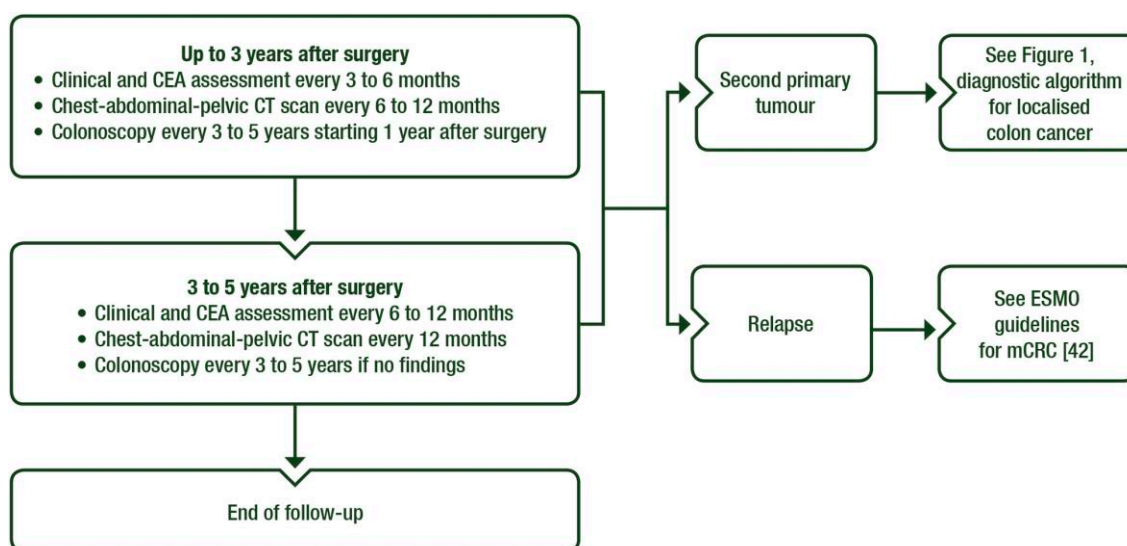 Up to 3 years after surgery
• Clinical and CEA assessment every 3 to 6 months
• Chest-abdominal-pelvic CT scan every 6 to 12 months
• Colonoscopy every 3 to 5 years starting 1 year after surgery
3 to 5 years after surgery
• Clinical and CEA assessment every 6 to 12 months
• Chest-abdominal-pelvic CT scan every 12 months
• Colonoscopy every 3 to 5 years if no findings
End of follow-up
Second primary
tumour
See Figure 1,
diagnostic algorithm
for localised
colon cancer
Relapse
See ESMO
guidelines
for mCRC [42]